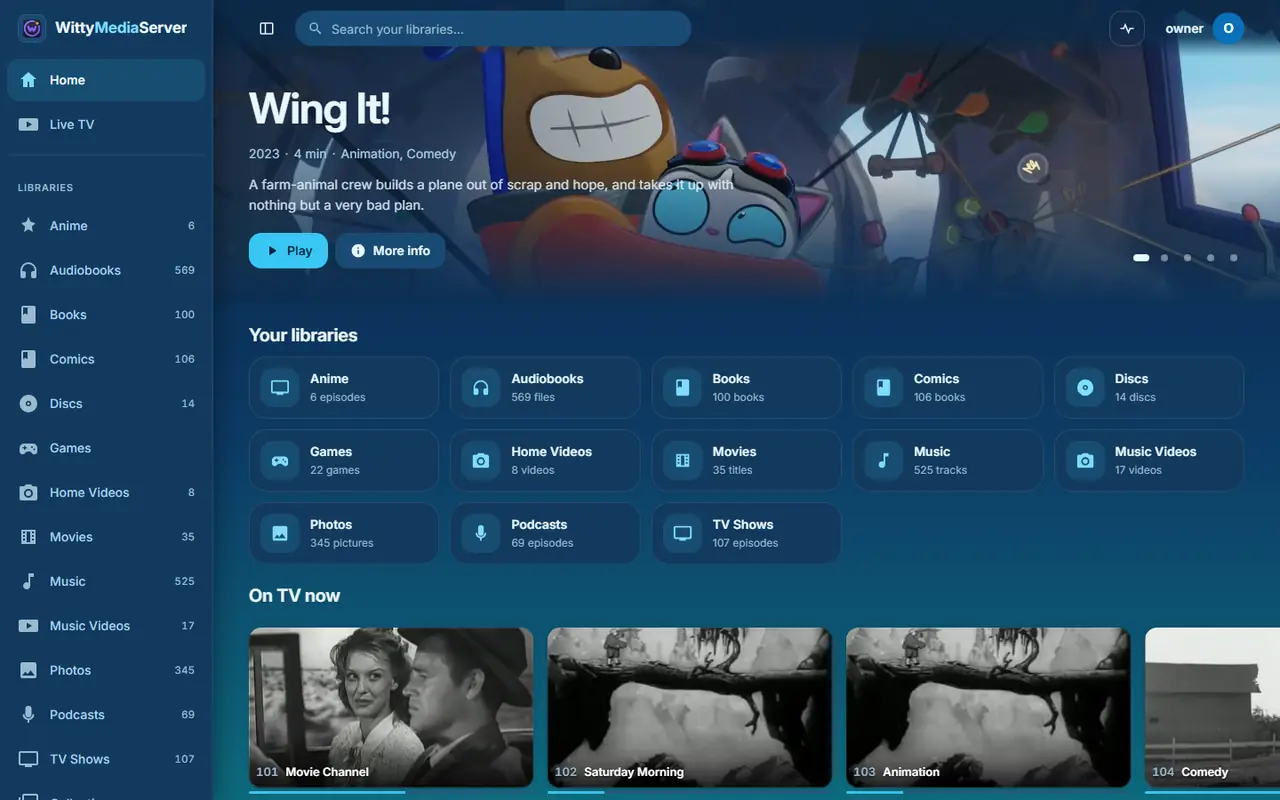 WittyMediaServer
Search your libraries...
owner
O
Home
Live TV
LIBRARIES
Anime 6
Audiobooks 569
Books 100
Comics 106
Discs 14
Games
Home Videos 8
Movies 35
Music 525
Music Videos 17
Photos 345
Podcasts 69
TV Shows 107
Wing It!
2023 · 4 min · Animation, Comedy
A farm-animal crew builds a plane out of scrap and hope, and takes it up with
nothing but a very bad plan.
Play
More info
Your libraries
Anime
6 episodes
Audiobooks
569 files
Books
100 books
Comics
106 books
Discs
14 discs
Games
22 games
Home Videos
8 videos
Movies
35 titles
Music
525 tracks
Music Videos
17 videos
Photos
345 pictures
Podcasts
69 episodes
TV Shows
107 episodes
On TV now
101 Movie Channel
102 Saturday Morning
103 Animation
104 Comedy